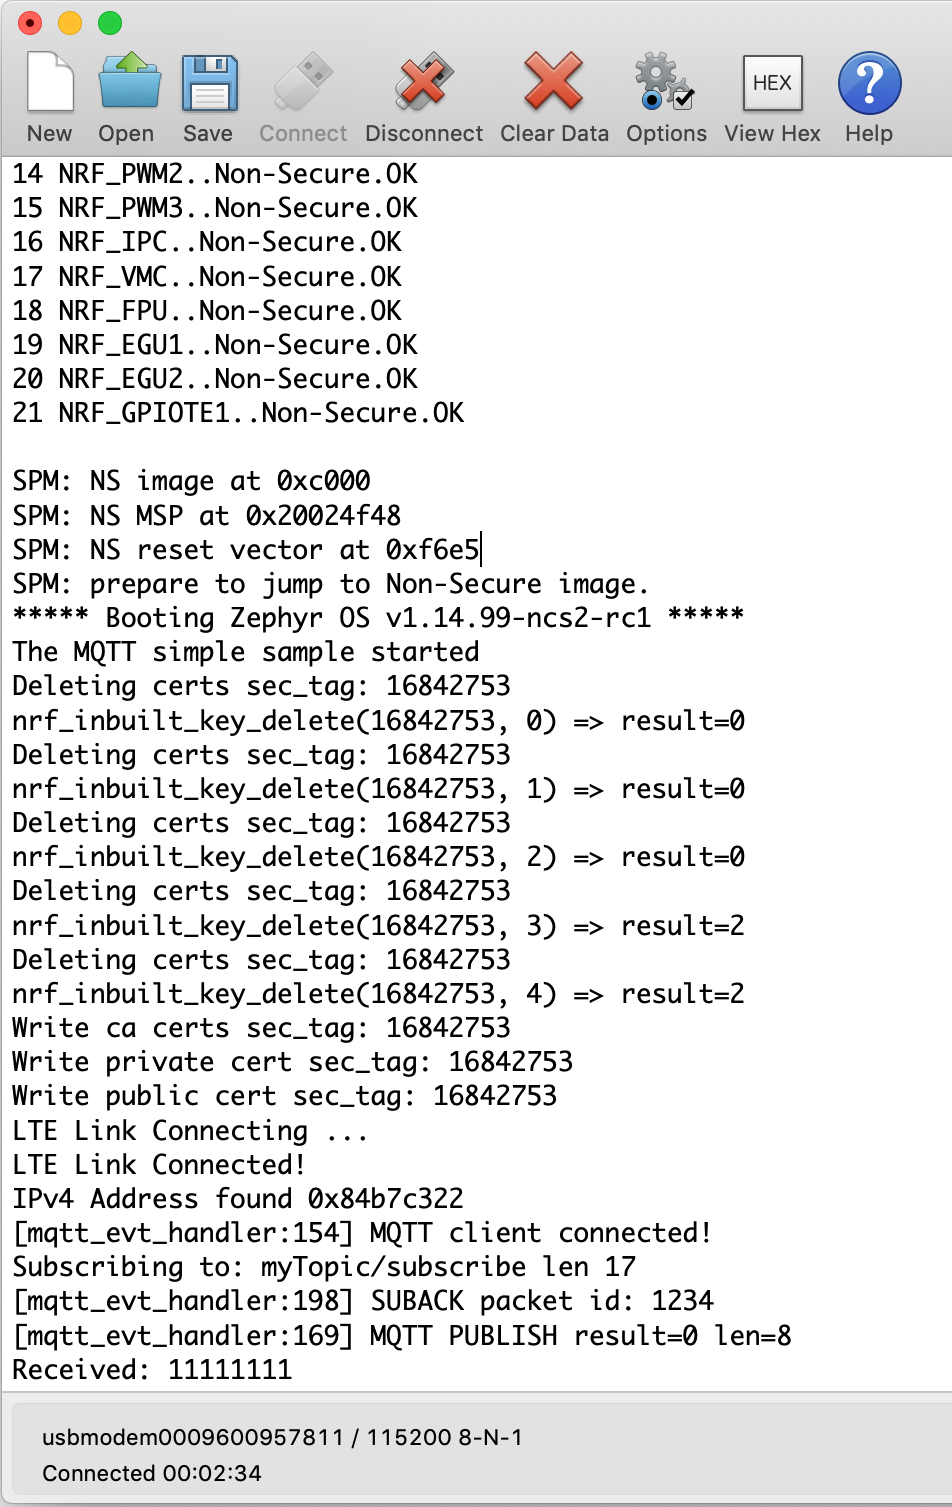 New Open Save Connect Disconnect Clear Data Options HEX View Hex Help
14 NRF_PWM2..Non-Secure.OK
15 NRF_PWM3..Non-Secure.OK
16 NRF_IPC..Non-Secure.OK
17 NRF_VMC..Non-Secure.OK
18 NRF_FPU..Non-Secure.OK
19 NRF_EGU1..Non-Secure.OK
20 NRF_EGU2..Non-Secure.OK
21 NRF_GPIOTE1..Non-Secure.OK
SPM: NS image at 0xc000
SPM: NS MSP at 0x20024f48
SPM: NS reset vector at 0xf6e5
SPM: prepare to jump to Non-Secure image.
***** Booting Zephyr OS v1.14.99-ncs2-rc1 *****
The MQTT simple sample started
Deleting certs sec_tag: 16842753
nrf_inbuilt_key_delete(16842753, 0) => result=0
Deleting certs sec_tag: 16842753
nrf_inbuilt_key_delete(16842753, 1) => result=0
Deleting certs sec_tag: 16842753
nrf_inbuilt_key_delete(16842753, 2) => result=0
Deleting certs sec_tag: 16842753
nrf_inbuilt_key_delete(16842753, 3) => result=2
Deleting certs sec_tag: 16842753
nrf_inbuilt_key_delete(16842753, 4) => result=2
Write ca certs sec_tag: 16842753
Write private cert sec_tag: 16842753
Write public cert sec_tag: 16842753
LTE Link Connecting ...
LTE Link Connected!
IPv4 Address found 0x84b7c322
[mqtt_evt_handler:154] MQTT client connected!
Subscribing to: myTopic/subscribe len 17
[mqtt_evt_handler:198] SUBACK packet id: 1234
[mqtt_evt_handler:169] MQTT PUBLISH result=0 len=8
Received: 11111111
usbmodem0009600957811 / 115200 8-N-1
Connected 00:02:34